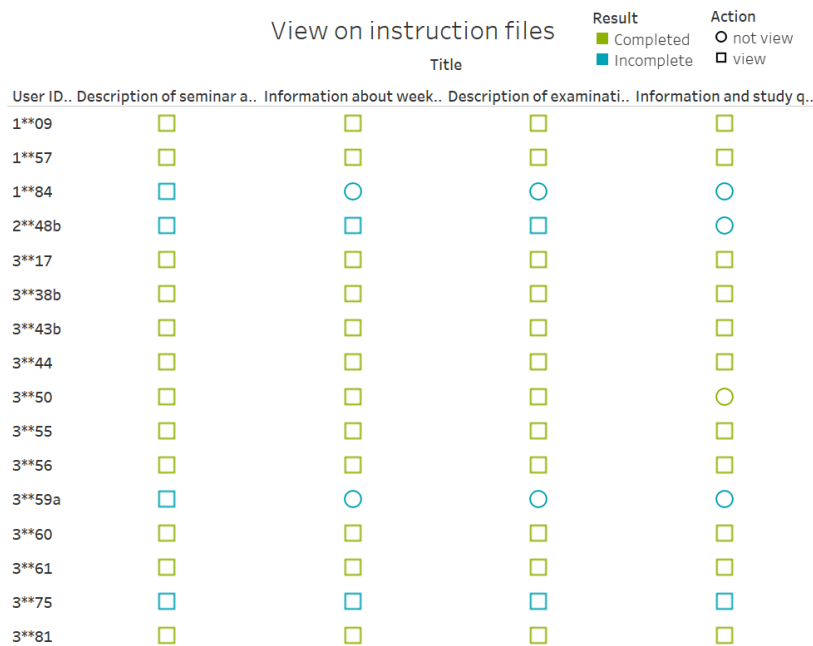 View on instruction files
Result
Completed
Incomplete
Action
not view
view
Title
User ID.. Description of seminar a.. Information about week.. Description of examinati.. Information and study q..
1**09
1**57
1**84
2**48b
3**17
3**38b
3**43b
3**44
3**50
3**55
3**56
3**59a
3**60
3**61
3**75
3**81